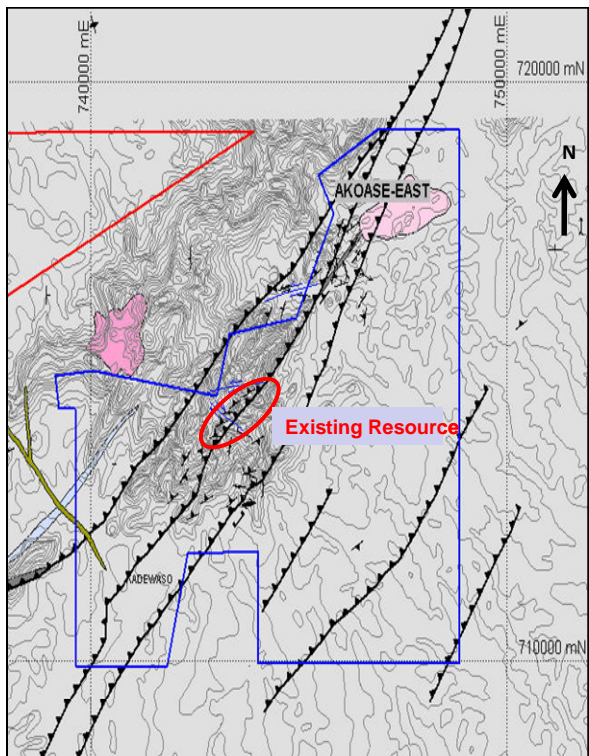 740000 mE
750000 mE
720000 mN
N
AKOASE-EAST
Existing Resource
KADEWASO
710000 mN